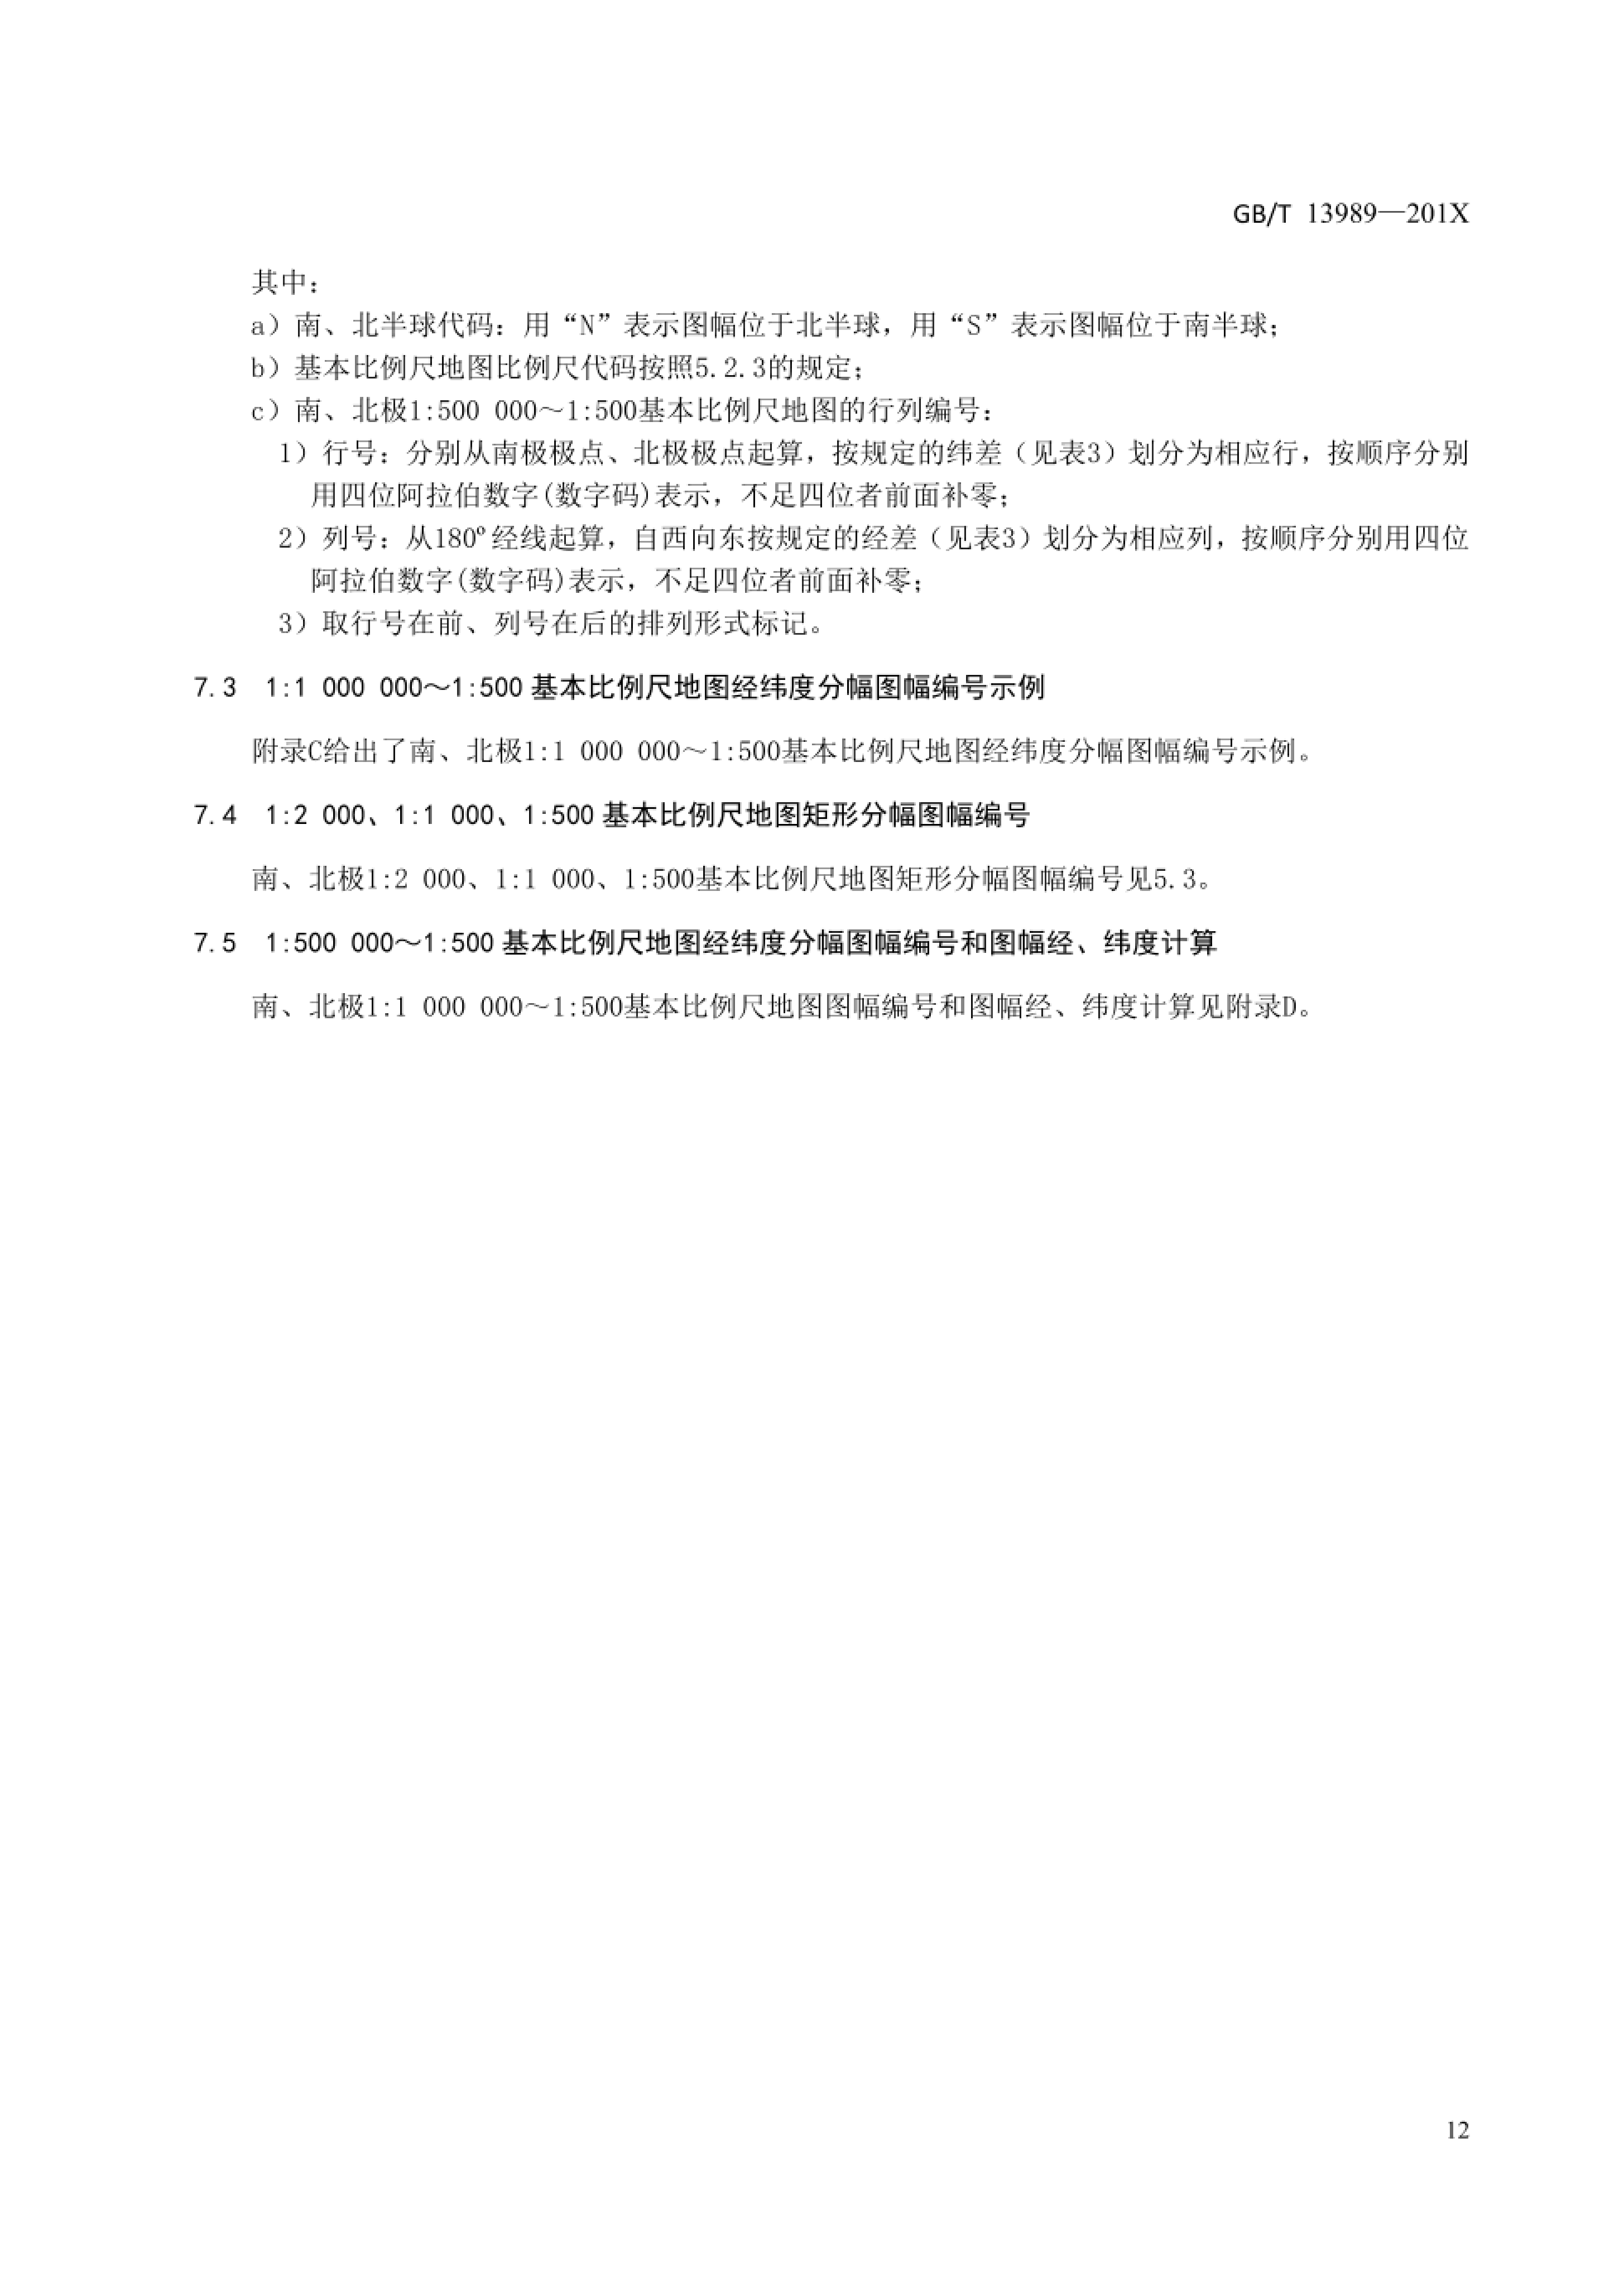 GB/T 13989—201X
其中：
a）南、北半球代码：用“N”表示图幅位于北半球，用“S”表示图幅位于南半球；
b）基本比例尺地图比例尺代码按照5.2.3的规定；
c）南、北极1:500 000～1:500基本比例尺地图的行列编号：
1）行号：分别从南极极点、北极极点起算，按规定的纬差（见表3）划分为相应行，按顺序分别
用四位阿拉伯数字(数字码)表示，不足四位者前面补零；
2）列号：从180°经线起算，自西向东按规定的经差（见表3）划分为相应列，按顺序分别用四位
阿拉伯数字(数字码)表示，不足四位者前面补零；
3）取行号在前、列号在后的排列形式标记。
7.3 1:1 000 000～1:500 基本比例尺地图经纬度分幅图幅编号示例
附录C给出了南、北极1:1 000 000～1:500基本比例尺地图经纬度分幅图幅编号示例。
7.4 1:2 000、1:1 000、1:500 基本比例尺地图矩形分幅图幅编号
南、北极1:2 000、1:1 000、1:500基本比例尺地图矩形分幅图幅编号见5.3。
7.5 1:500 000～1:500 基本比例尺地图经纬度分幅图幅编号和图幅经、纬度计算
南、北极1:1 000 000～1:500基本比例尺地图图幅编号和图幅经、纬度计算见附录D。
12